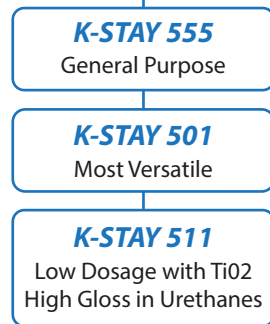 K-STAY 555
General Purpose
K-STAY 501
Most Versatile
K-STAY 511
Low Dosage with Ti02
High Gloss in Urethanes